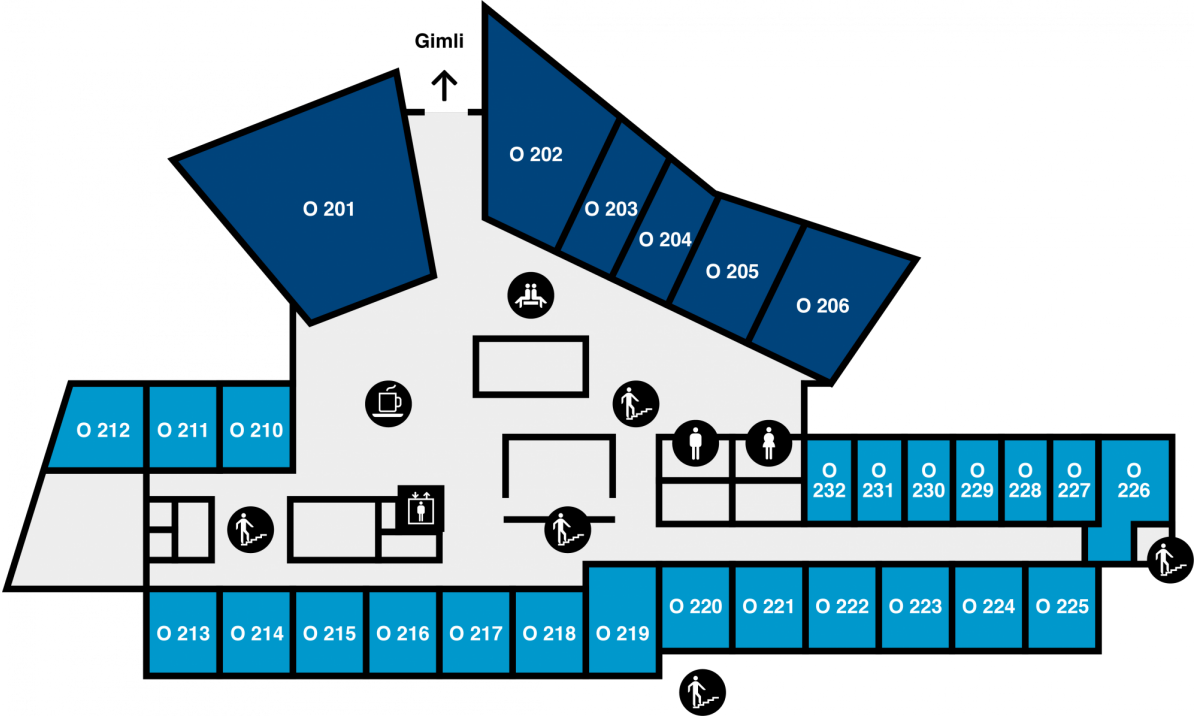 Gimli
O 202
O 201
O 203
O 204
O 205
O 206
O 212
O 211
O 210
O
232
O
231
O
230
O
229
O
228
O
227
O
226
O 213
O 214
O 215
O 216
O 217
O 218
O 219
O 220
O 221
O 222
O 223
O 224
O 225